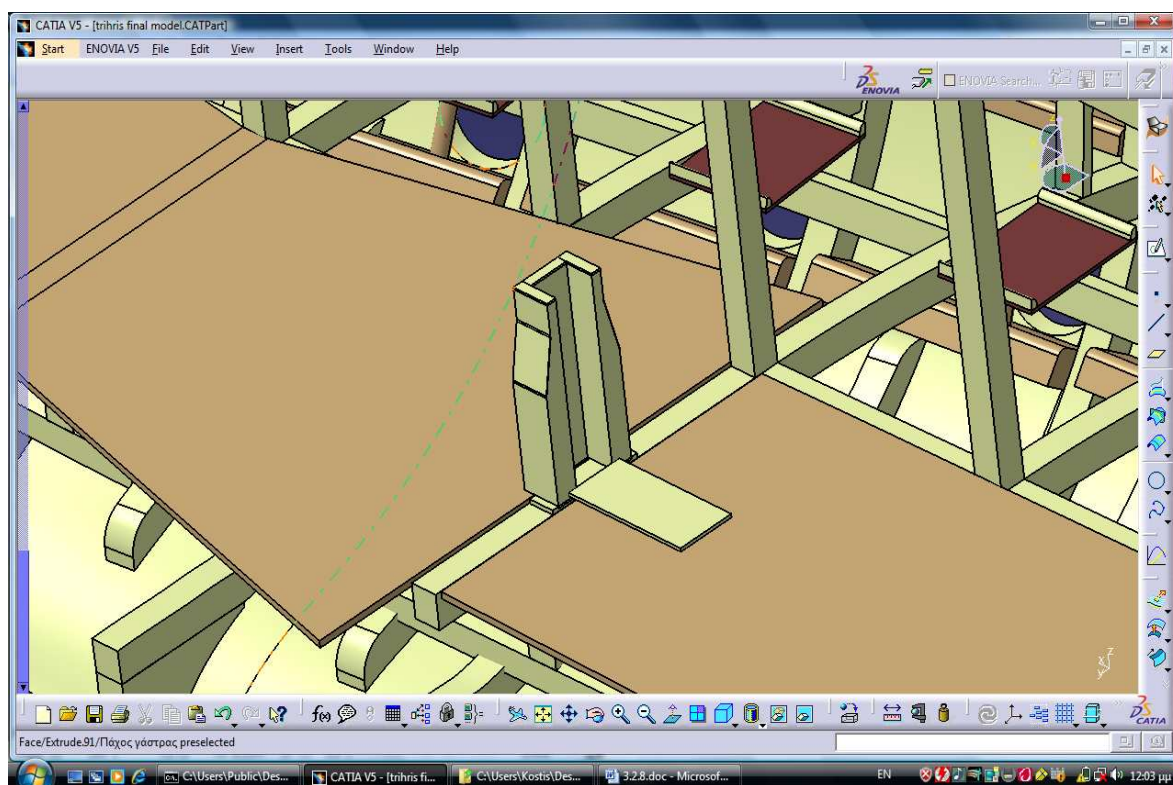 CATIA V5 - [trihris final model.CATPart]
Start ENOVIA V5 File Edit View Insert Tools Window Help
ENOVIA
ENOVIA Search...
z
x
y
f(x)
CATIA
Face/Extrude.91/Πάχος γάστρας preselected
C:\Users\Public\Des... CATIA V5 - [trihris fi... C:\Users\Kostis\Des... 3.2.8.doc - Microsof... EN 12:03 μμ